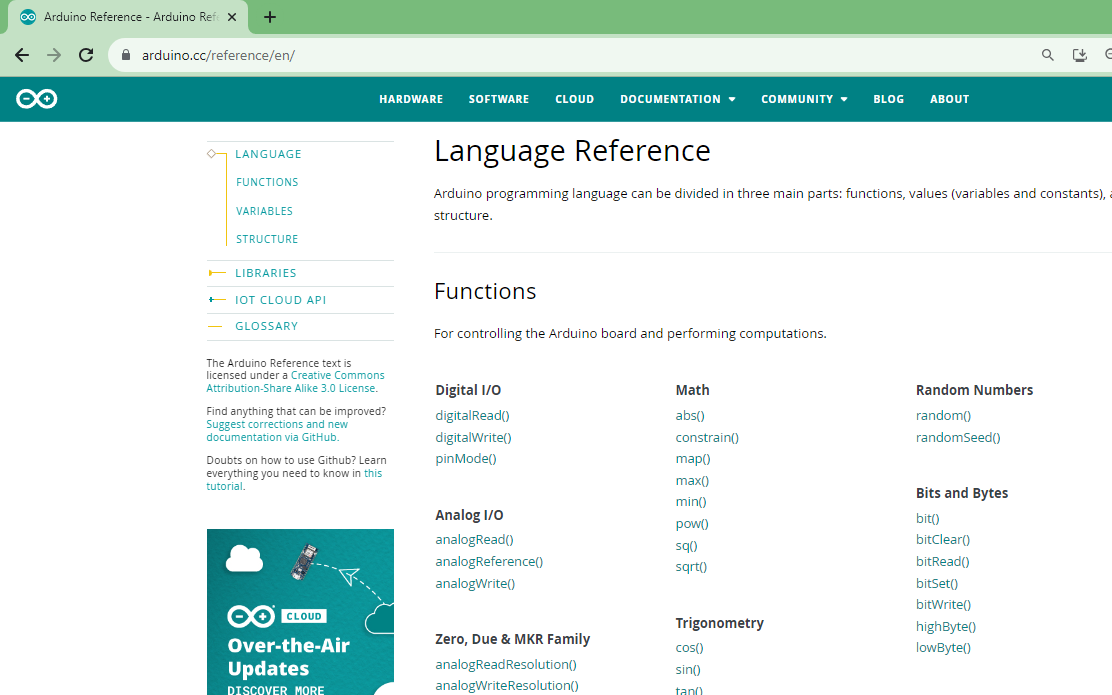 Arduino Reference - Arduino Refe
arduino.cc/reference/en/
HARDWARE SOFTWARE CLOUD DOCUMENTATION COMMUNITY BLOG ABOUT
LANGUAGE
FUNCTIONS
VARIABLES
STRUCTURE
LIBRARIES
IOT CLOUD API
GLOSSARY
The Arduino Reference text is
licensed under a Creative Commons
Attribution-Share Alike 3.0 License.
Find anything that can be improved?
Suggest corrections and new
documentation via GitHub.
Doubts on how to use Github? Learn
everything you need to know in this
tutorial.
CLOUD
Over-the-Air
Updates
DISCOVER MORE
Language Reference
Arduino programming language can be divided in three main parts: functions, values (variables and constants),
structure.
Functions
For controlling the Arduino board and performing computations.
Digital I/O
digitalRead()
digitalWrite()
pinMode()
Analog I/O
analogRead()
analogReference()
analogWrite()
Zero, Due & MKR Family
analogReadResolution()
analogWriteResolution()
Math
abs()
constrain()
map()
max()
min()
pow()
sq()
sqrt()
Trigonometry
cos()
sin()
tan()
Random Numbers
random()
randomSeed()
Bits and Bytes
bit()
bitClear()
bitRead()
bitSet()
bitWrite()
highByte()
lowByte()